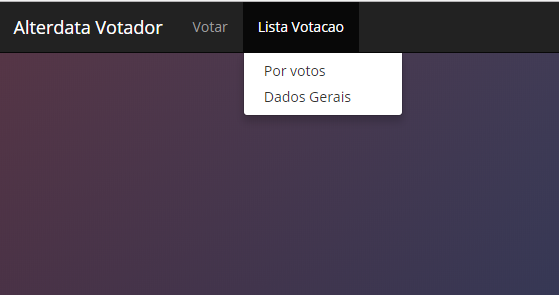 Alterdata Votador Votar Lista Votacao
Por votos
Dados Gerais